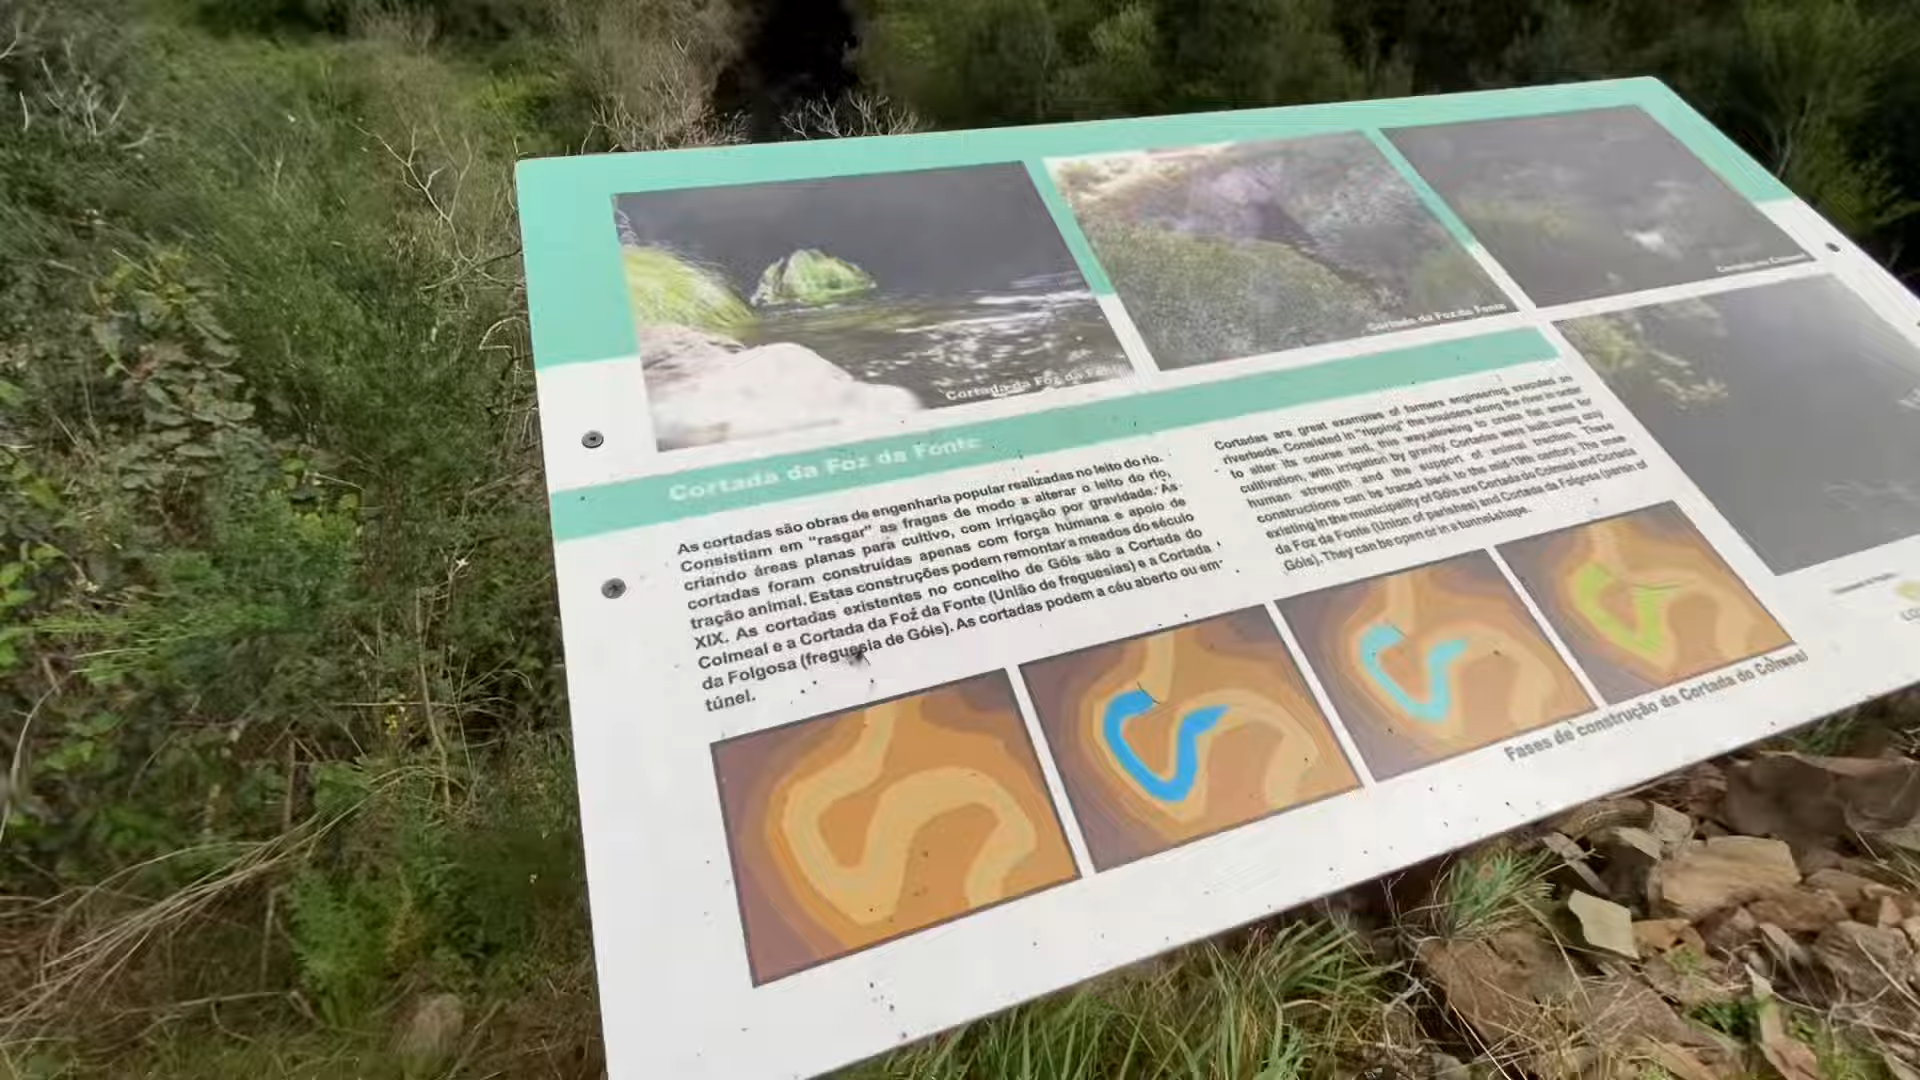 Cortada da Foz da Fonte
Cortada da Foz da Fonte
Cortada da Foz da Fonte
As cortadas são obras de engenharia popular realizadas no leito do rio.
Consistiam em "rasgar" as fragas de modo a alterar o leito do rio,
criando áreas planas para cultivo, com irrigação por gravidade. As
cortadas foram construídas apenas com força humana e apoio de
tração animal. Estas construções podem remontar a meados do século
XIX. As cortadas existentes no concelho de Góis são a Cortada do
Colmeal e a Cortada da Foz da Fonte (União de freguesias) e a Cortada
da Folgosa (freguesia de Góis). As cortadas podem a céu aberto ou em
túnel.
Cortadas are great examples of farmers engineering executed on
riverbeds. Consisted in "ripping" the boulders along the river in order
to alter its course and, this way, allowing to create flat areas for
cultivation, with irrigation by gravity. Cortadas were built using only
human strength and the support of animal traction. These
constructions can be traced back to the mid-19th century. The ones
existing in the municipality of Góis are Cortada do Colmeal and Cortada
da Foz da Fonte (Union of parishes) and Cortada da Folgosa (parish of
Góis). They can be open or in a tunnel shape.
Fases de construção da Cortada do Colmeal